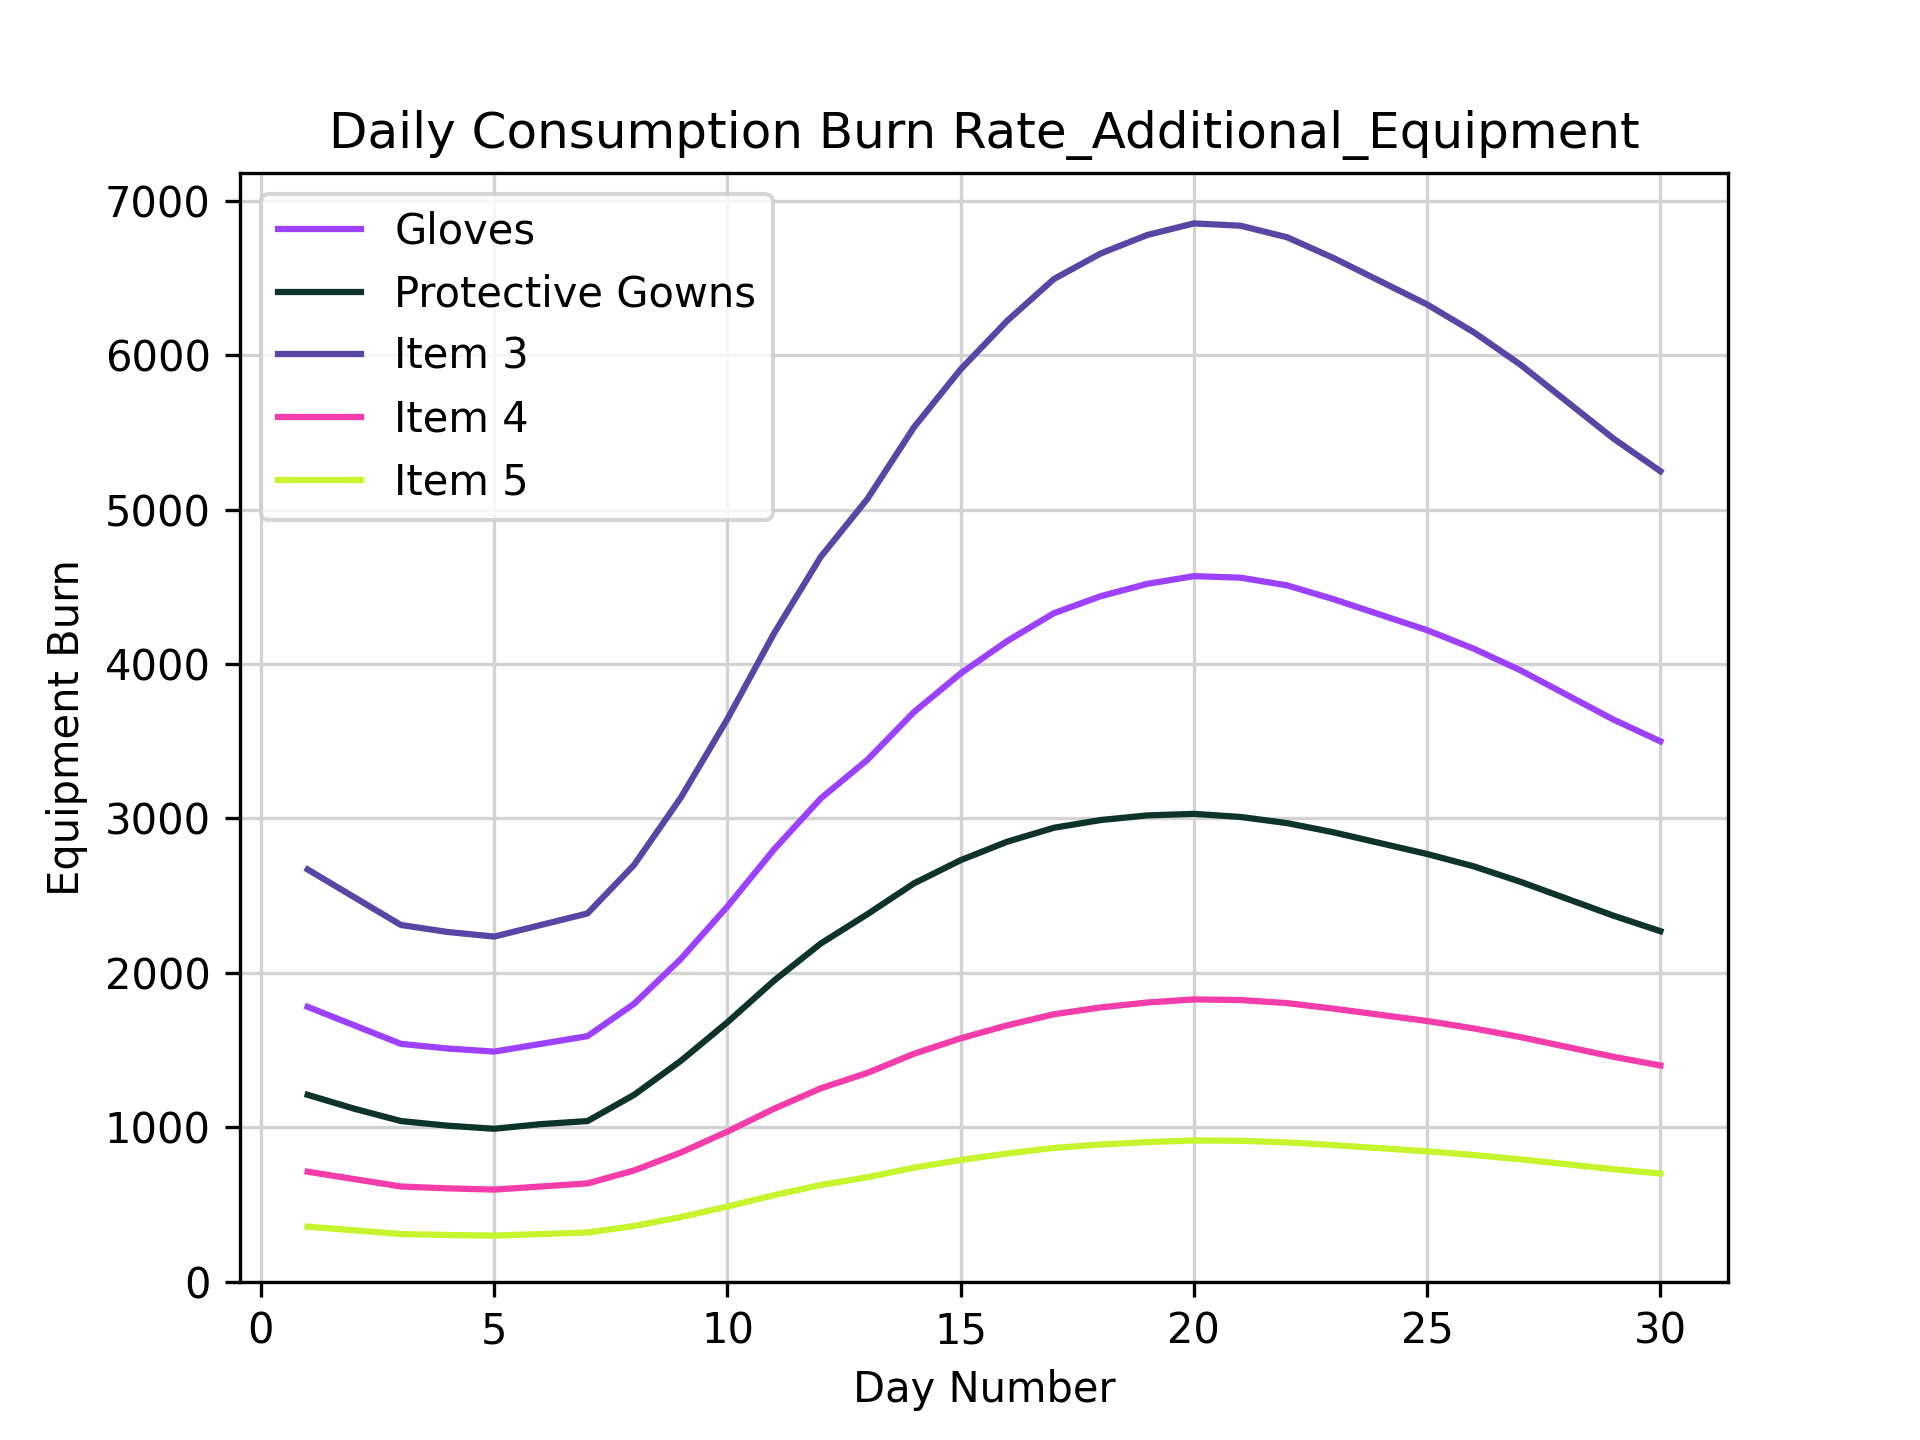 Daily Consumption Burn Rate_Additional_Equipment
7000
6000
5000
4000
3000
2000
1000
0
Equipment Burn
Gloves
Protective Gowns
Item 3
Item 4
Item 5
0 5 10 15 20 25 30
Day Number